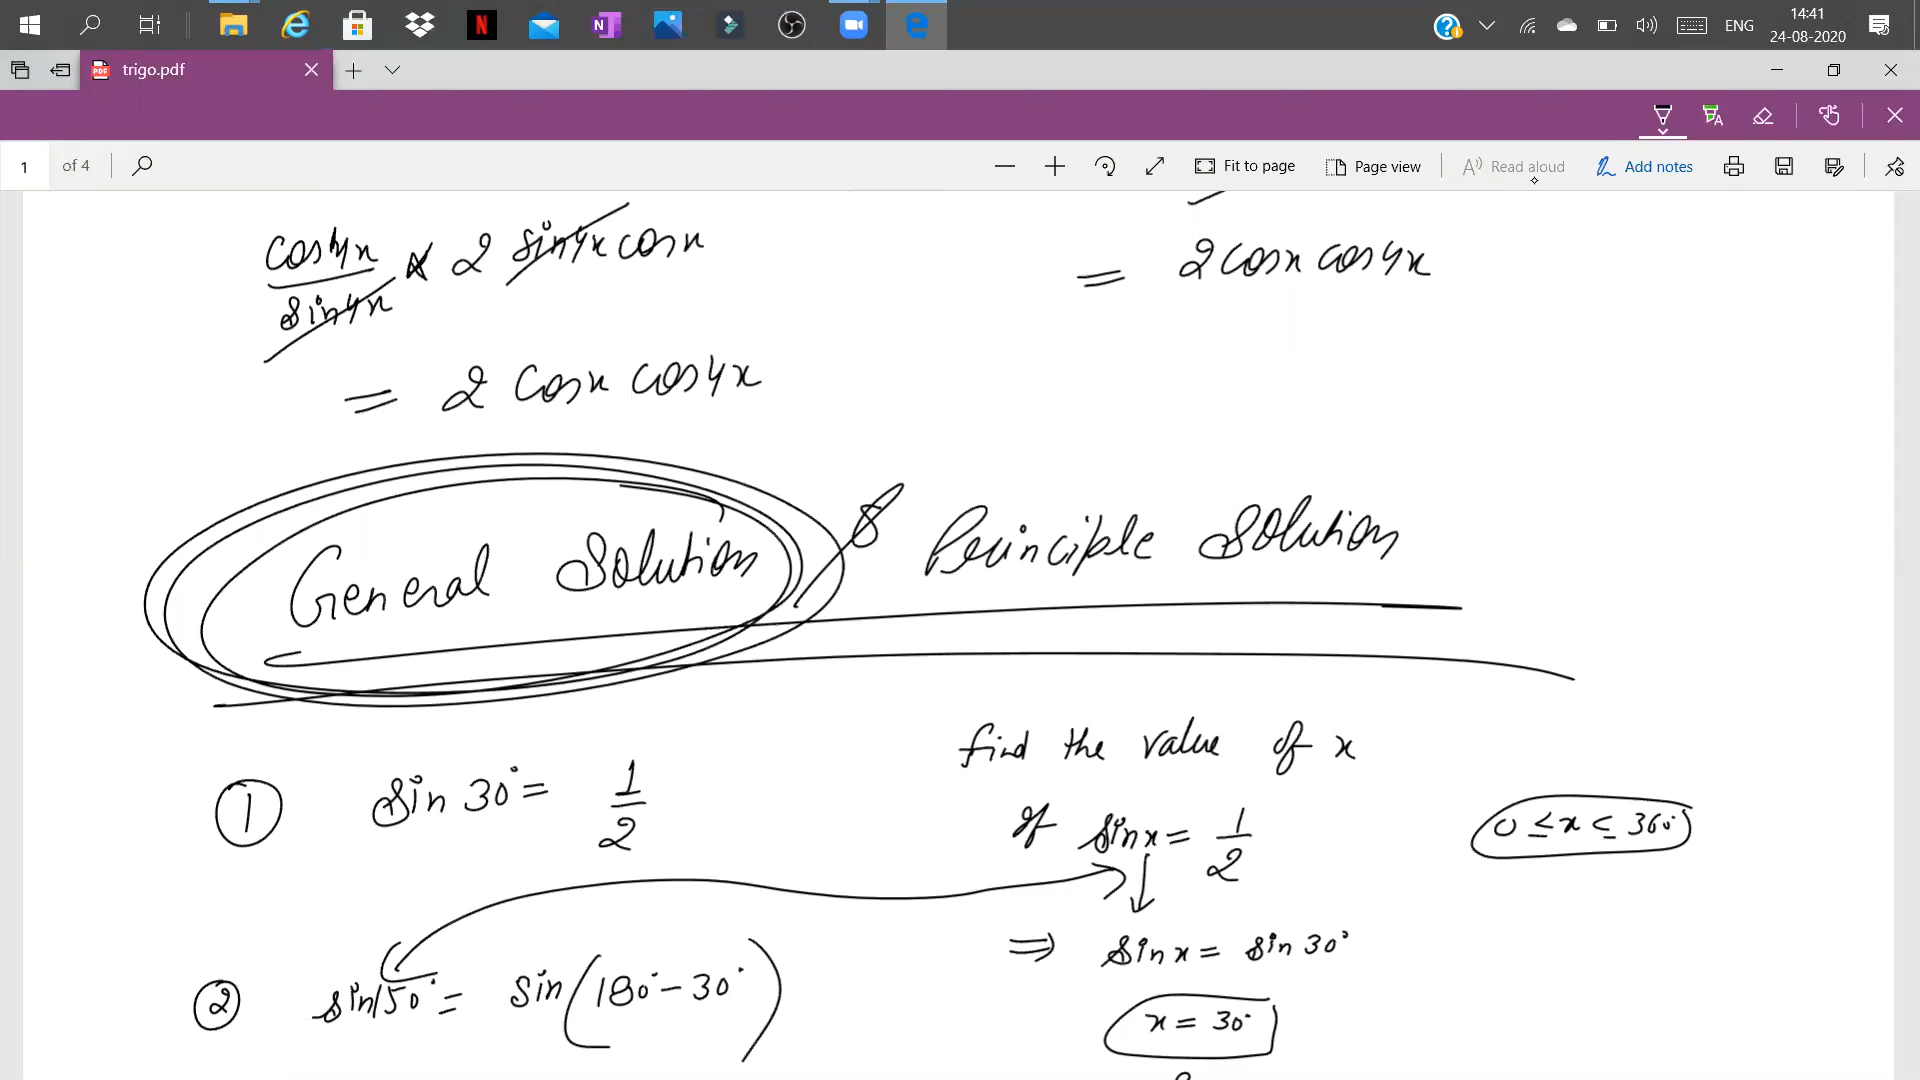 14:41
ENG
24-08-2020
trigo.pdf
1 of 4
Fit to page
Page view
Read aloud
Add notes
cos4x / sin4x × 2 sin4x cosx
= 2 cosx cos4x
= 2 cosx cos4x
General Solution & Principle Solution
find the value of x
① sin 30° = 1/2
of sinx = 1/2
0 ≤ x ≤ 360°
⇒ sinx = sin 30°
② sin150° = sin(180° - 30°)
x = 30°